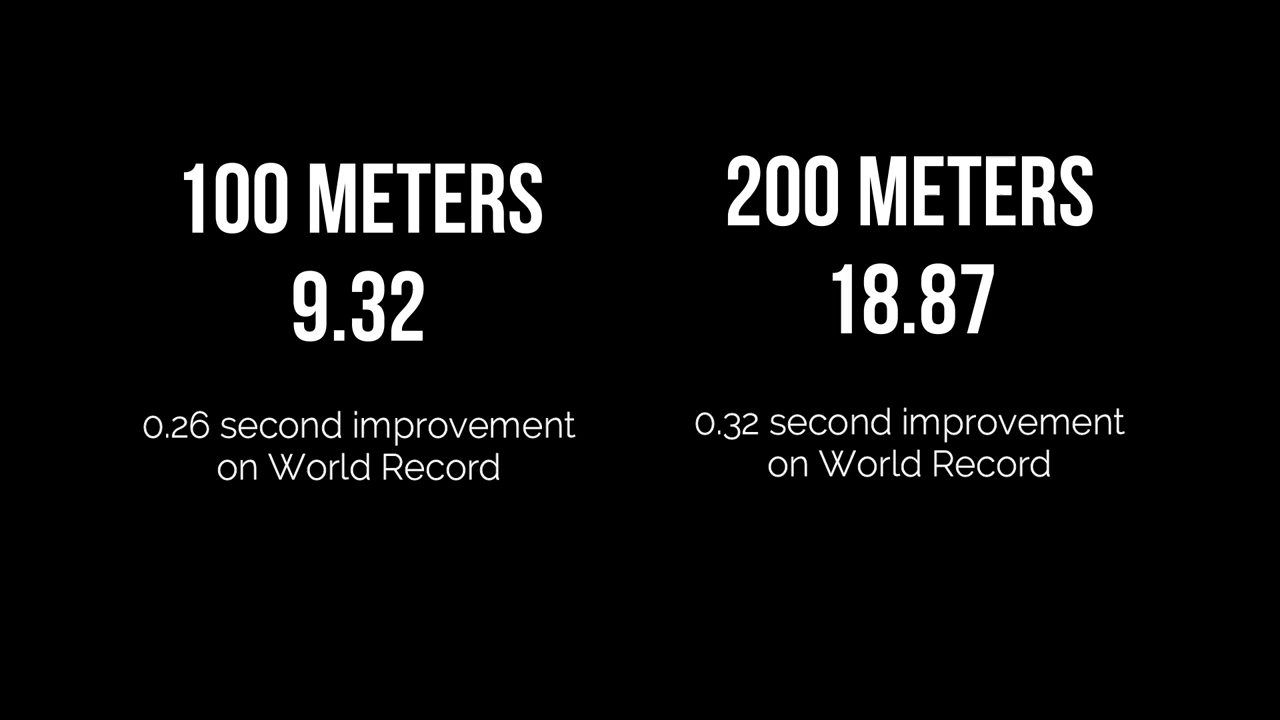 100 METERS
9.32
0.26 second improvement
on World Record
200 METERS
18.87
0.32 second improvement
on World Record